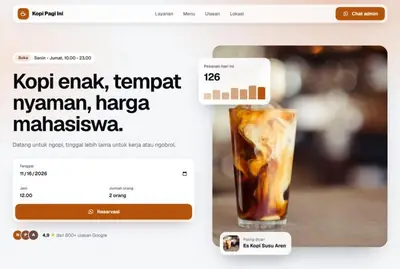 Kopi Pagi Ini
Layanan Menu Ulasan Lokasi
Chat admin
Buka Senin - Jumat, 10.00 - 23.00
Kopi enak, tempat
nyaman, harga
mahasiswa.
Datang untuk ngopi, tinggal lebih lama untuk kerja atau ngobrol.
Tanggal
11/16/2026
Jam
12.00
Jumlah orang
2 orang
Reservasi
4,9 ★ dari 600+ ulasan Google
Pesanan hari ini
126
Paling dicari
Es Kopi Susu Aren